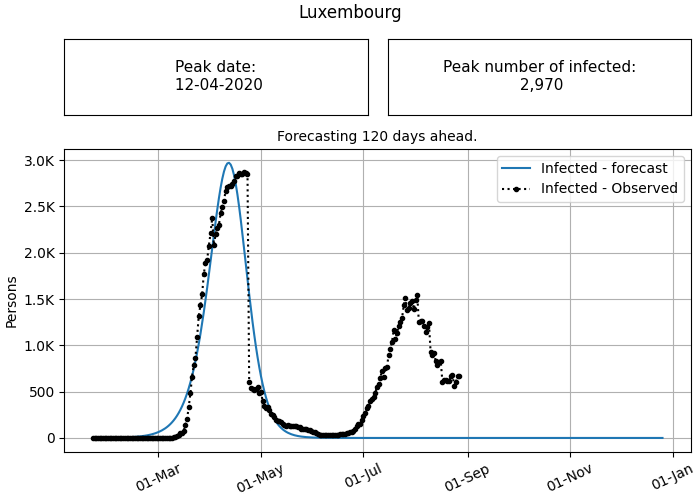 Luxembourg
Peak date:
12-04-2020
Peak number of infected:
2,970
Forecasting 120 days ahead.
Infected - forecast
Infected - Observed
Persons
3.0K
2.5K
2.0K
1.5K
1.0K
500
0
01-Mar
01-May
01-Jul
01-Sep
01-Nov
01-Jan